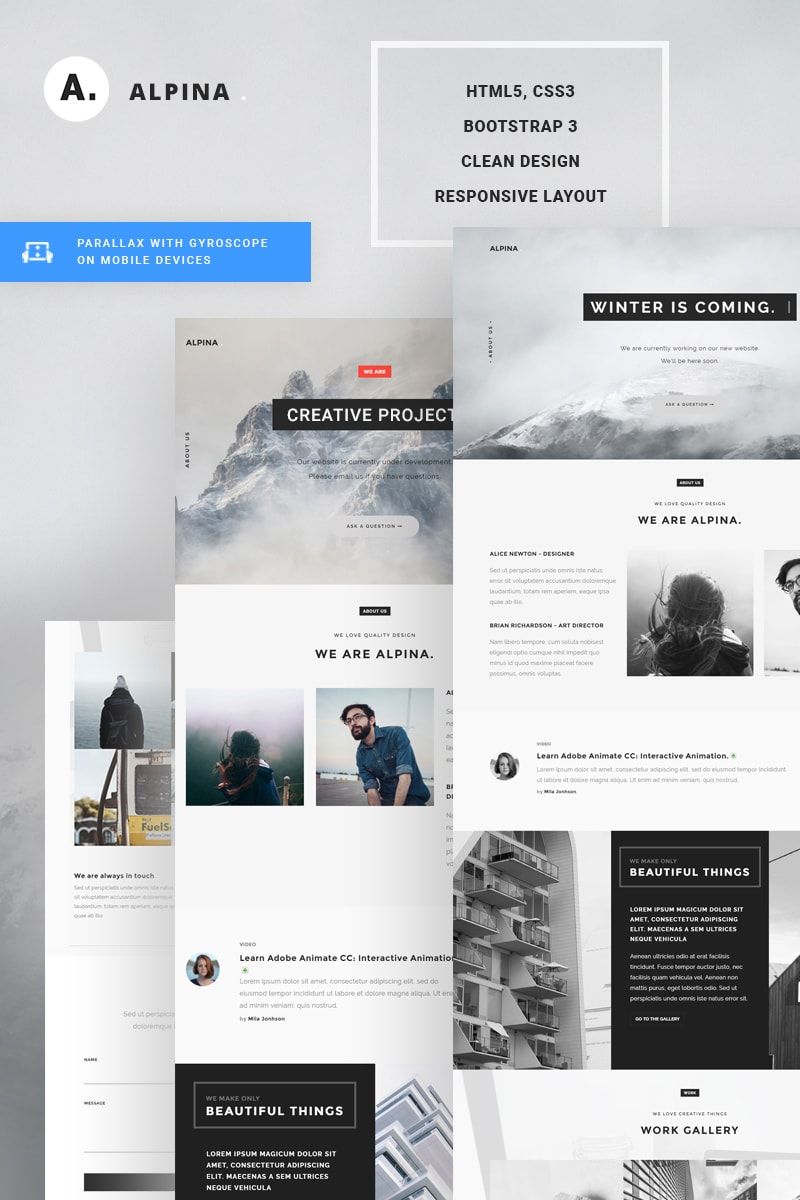 A.
ALPINA .
HTML5, CSS3
BOOTSTRAP 3
CLEAN DESIGN
RESPONSIVE LAYOUT
PARALLAX WITH GYROSCOPE
ON MOBILE DEVICES
ALPINA
- ABOUT US -
WINTER IS COMING. |
We are currently working on our new website.
We'll be here soon.
ASK A QUESTION
ABOUT US
WE LOVE QUALITY DESIGN
WE ARE ALPINA.
ALICE NEWTON - DESIGNER
Sed ut perspiciatis unde omnis iste natus
error sit voluptatem accusantium doloremque
laudantium, totam rem aperiam, eaque ipsa
quae ab illo.
BRIAN RICHARDSON - ART DIRECTOR
Nam libero tempore, cum soluta nobisest
eligendi optio cumque nihil impedit quo
minus id quod maxime placeat facere
possimus, omnis voluptas.
VIDEO
Learn Adobe Animate CC: Interactive Animation.
Lorem ipsum dolor sit amet, consectetur adipiscing elit, sed do eiusmod tempor incididunt
ut labore et dolore magna aliqua. Ut enim ad minim veniam, quis nostrud.
by Mila Jonhson
WE MAKE ONLY
BEAUTIFUL THINGS
LOREM IPSUM MAGICUM DOLOR SIT
AMET, CONSECTETUR ADIPISCING
ELIT. MAECENAS A SEM ULTRICES
NEQUE VEHICULA
Aenean ultricies odio at erat facilisis
tincidunt. Fusce tempor auctor justo, nec
facilisis quam vehicula vel. Aenean non
mattis purus, eget lobortis odio. Sed ut
perspiciatis unde omnis iste natus error sit.
GO TO THE GALLERY
WORK
WE LOVE CREATIVE THINGS
WORK GALLERY
ALPINA
ABOUT US
WE ARE
CREATIVE PROJECT
Our website is currently under development.
Please email us if you have questions.
ASK A QUESTION
ABOUT US
WE LOVE QUALITY DESIGN
WE ARE ALPINA.
VIDEO
Learn Adobe Animate CC: Interactive Animation
Lorem ipsum dolor sit amet, consectetur adipiscing elit, sed do
eiusmod tempor incididunt ut labore et dolore magna aliqua. Ut eni
ad minim veniam, quis nostrud.
by Mila Jonhson
WE MAKE ONLY
BEAUTIFUL THINGS
LOREM IPSUM MAGICUM DOLOR SIT
AMET, CONSECTETUR ADIPISCING
ELIT. MAECENAS A SEM ULTRICES
NEQUE VEHICULA
FuelS
We are always in touch
Sed ut perspiciatis unde omnis iste natus
sit voluptatem accusantium doloremque
laudantium, totam rem aperiam, eaque
quae ab illo
Sed ut perspici
doloremque
NAME
MESSAGE